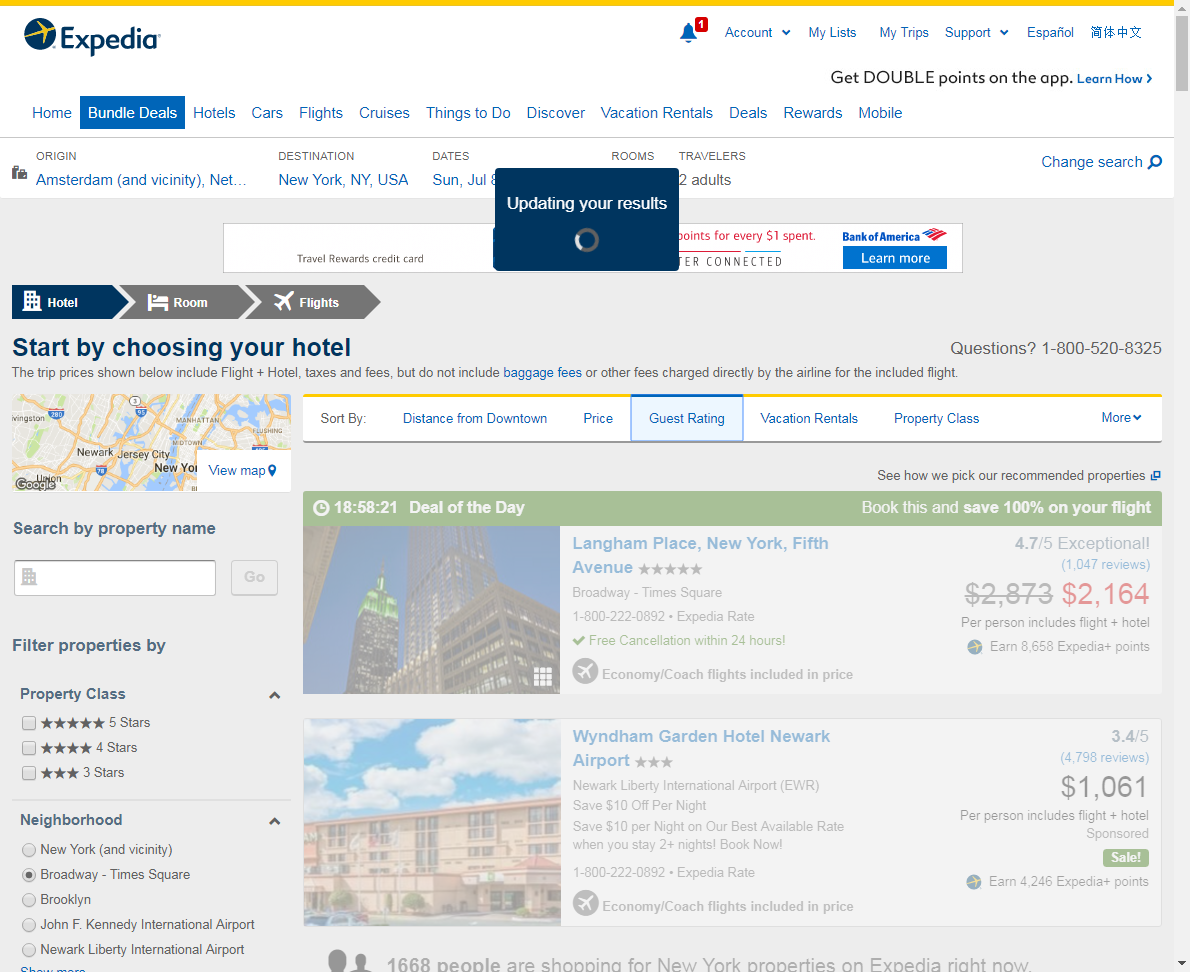 Expedia
1
Account
My Lists
My Trips
Support
Español
简体中文
Get DOUBLE points on the app. Learn How
Home
Bundle Deals
Hotels
Cars
Flights
Cruises
Things to Do
Discover
Vacation Rentals
Deals
Rewards
Mobile
ORIGIN
Amsterdam (and vicinity), Net...
DESTINATION
New York, NY, USA
DATES
Sun, Jul
ROOMS
TRAVELERS
2 adults
Change search
Updating your results
Travel Rewards credit card
points for every $1 spent.
CONNECTED
Bank of America
Learn more
Hotel
Room
Flights
Start by choosing your hotel
Questions? 1-800-520-8325
The trip prices shown below include Flight + Hotel, taxes and fees, but do not include baggage fees or other fees charged directly by the airline for the included flight.
Livingston
280
3
95
MANHATTAN
FLUSHING
MIDTOWN
Newark
Jersey City
New Yo
78
Union
Google
View map
Sort By:
Distance from Downtown
Price
Guest Rating
Vacation Rentals
Property Class
More
See how we pick our recommended properties
Search by property name
Go
Filter properties by
Property Class
5 Stars
4 Stars
3 Stars
Neighborhood
New York (and vicinity)
Broadway - Times Square
Brooklyn
John F. Kennedy International Airport
Newark Liberty International Airport
Show more
18:58:21 Deal of the Day
Book this and save 100% on your flight
Langham Place, New York, Fifth
Avenue
Broadway - Times Square
1-800-222-0892 • Expedia Rate
Free Cancellation within 24 hours!
Economy/Coach flights included in price
4.7/5 Exceptional!
(1,047 reviews)
$2,873 $2,164
Per person includes flight + hotel
Earn 8,658 Expedia+ points
Wyndham Garden Hotel Newark
Airport
Newark Liberty International Airport (EWR)
Save $10 Off Per Night
Save $10 per Night on Our Best Available Rate
when you stay 2+ nights! Book Now!
1-800-222-0892 • Expedia Rate
Economy/Coach flights included in price
3.4/5
(4,798 reviews)
$1,061
Per person includes flight + hotel
Sponsored
Sale!
Earn 4,246 Expedia+ points
1668 people are shopping for New York properties on Expedia right now.